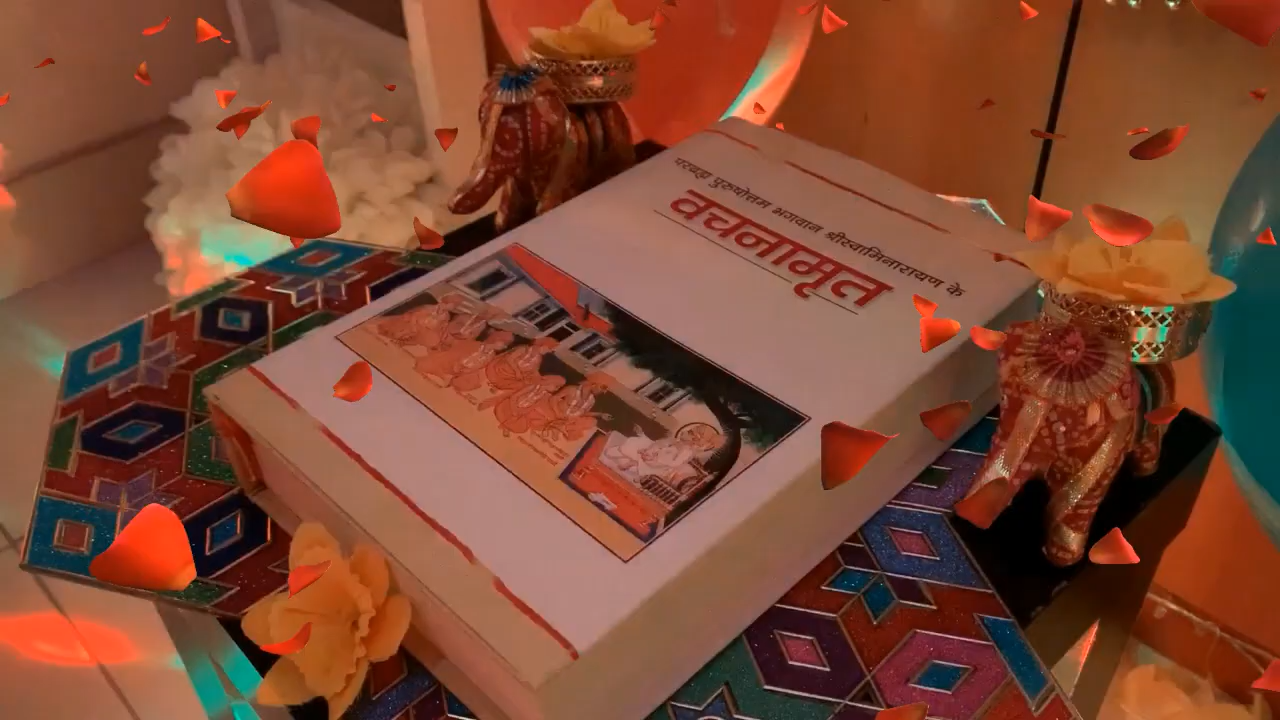 परब्रह्म पुरुषोत्तम भगवान श्रीस्वामिनारायण के
वचनामृत